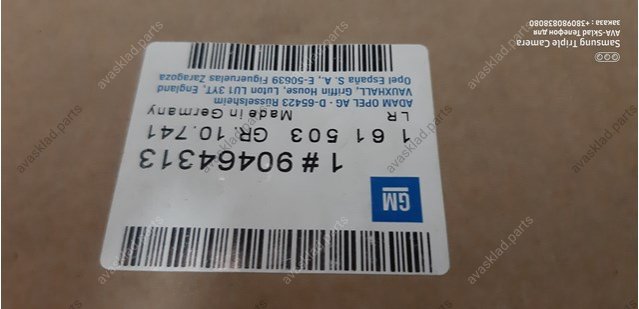 GM
1 # 90464313
1 61 503 GR. 10.741
LR Made in Germany
ADAM OPEL AG · D-65423 Rüsselsheim
VAUXHALL, Griffin House, Luton LU1 3YT, England
Opel España S. A., E-50639 Figueruelas Zaragoza
Samsung Triple Camera
AVA-Sklad Телефон для
заказа : +380980838080
avasklad.parts